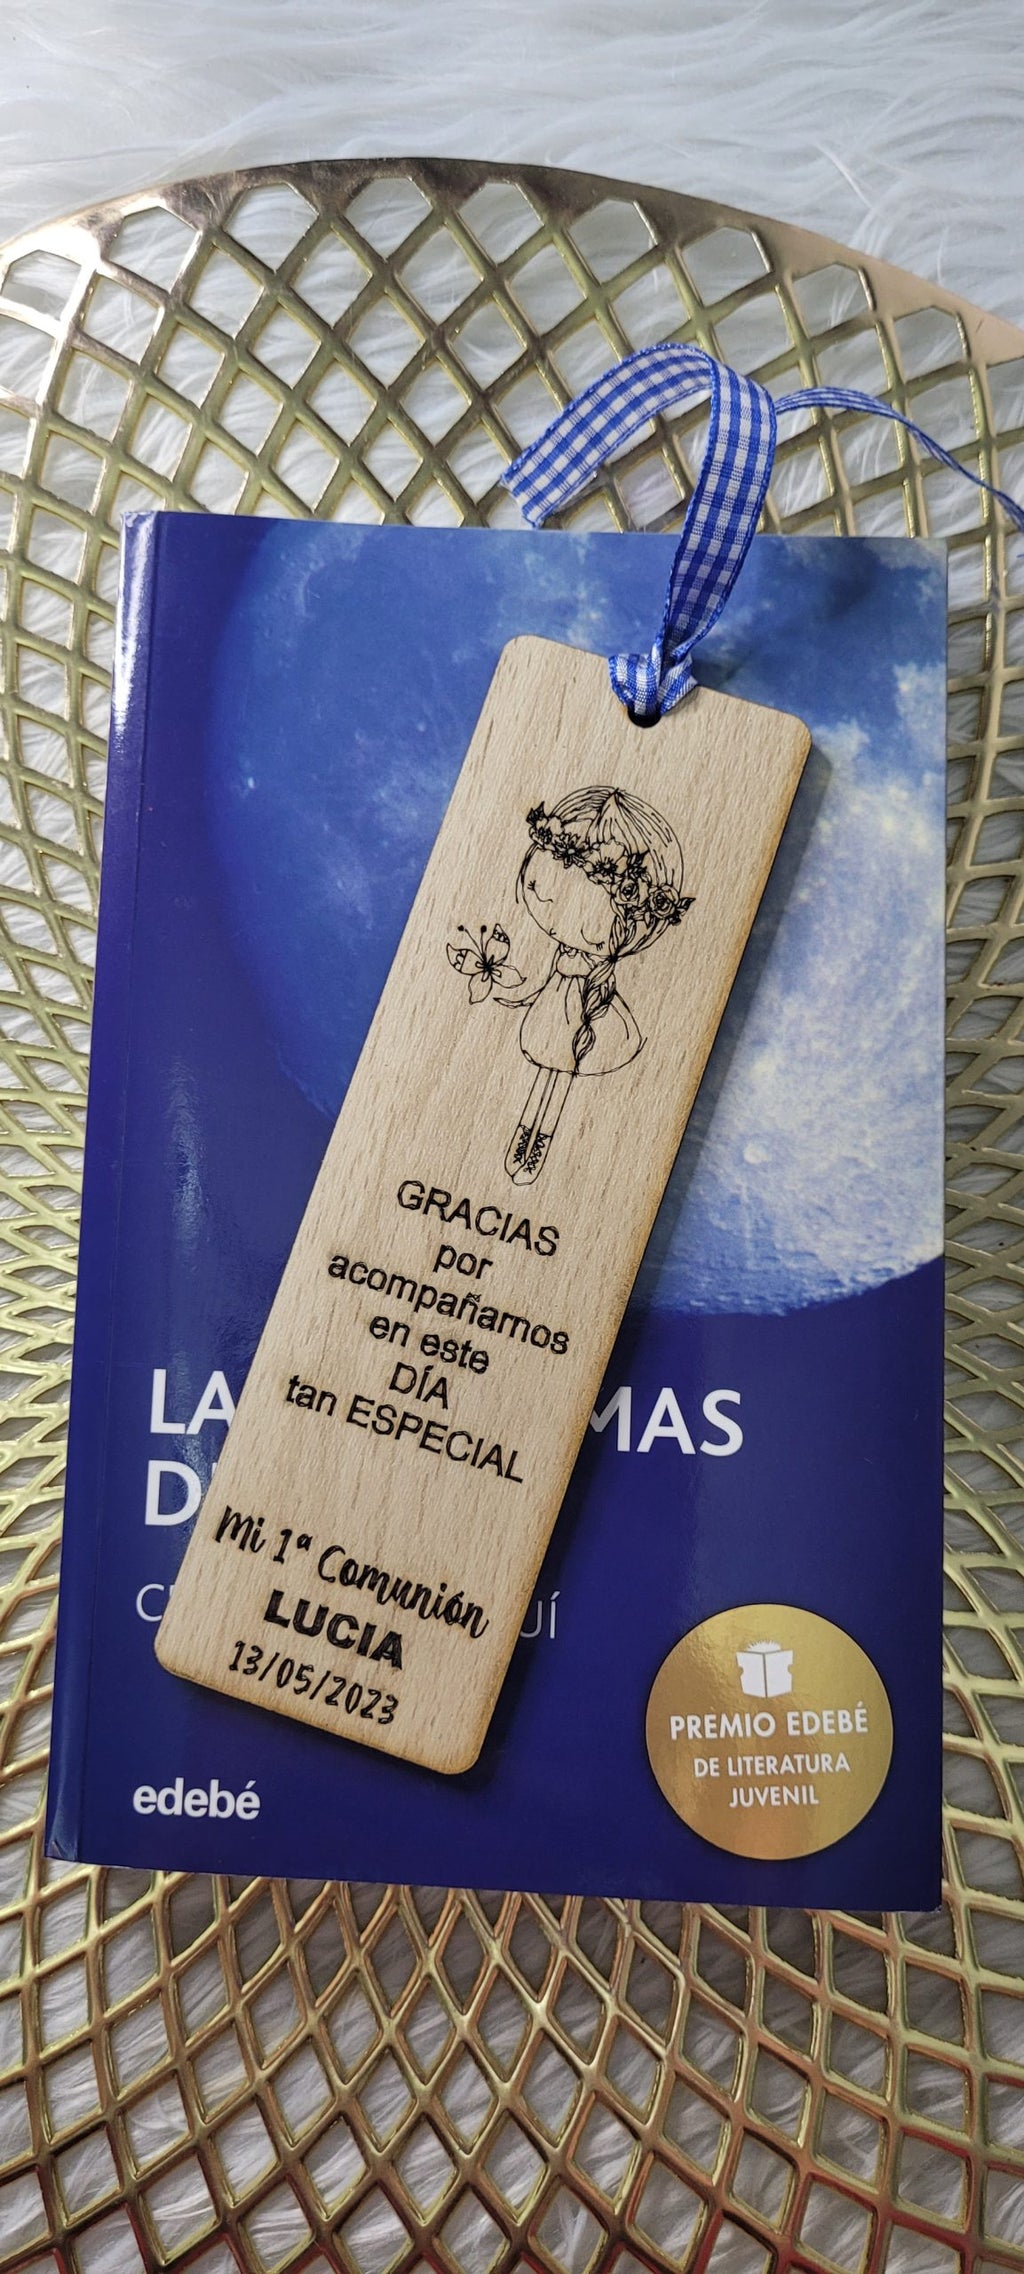 GRACIAS
por
acompañarnos
en este
DÍA
tan ESPECIAL
Mi 1ª Comunión
LUCIA
13/05/2023
LA
edebé
PREMIO EDEBÉ
DE LITERATURA
JUVENIL